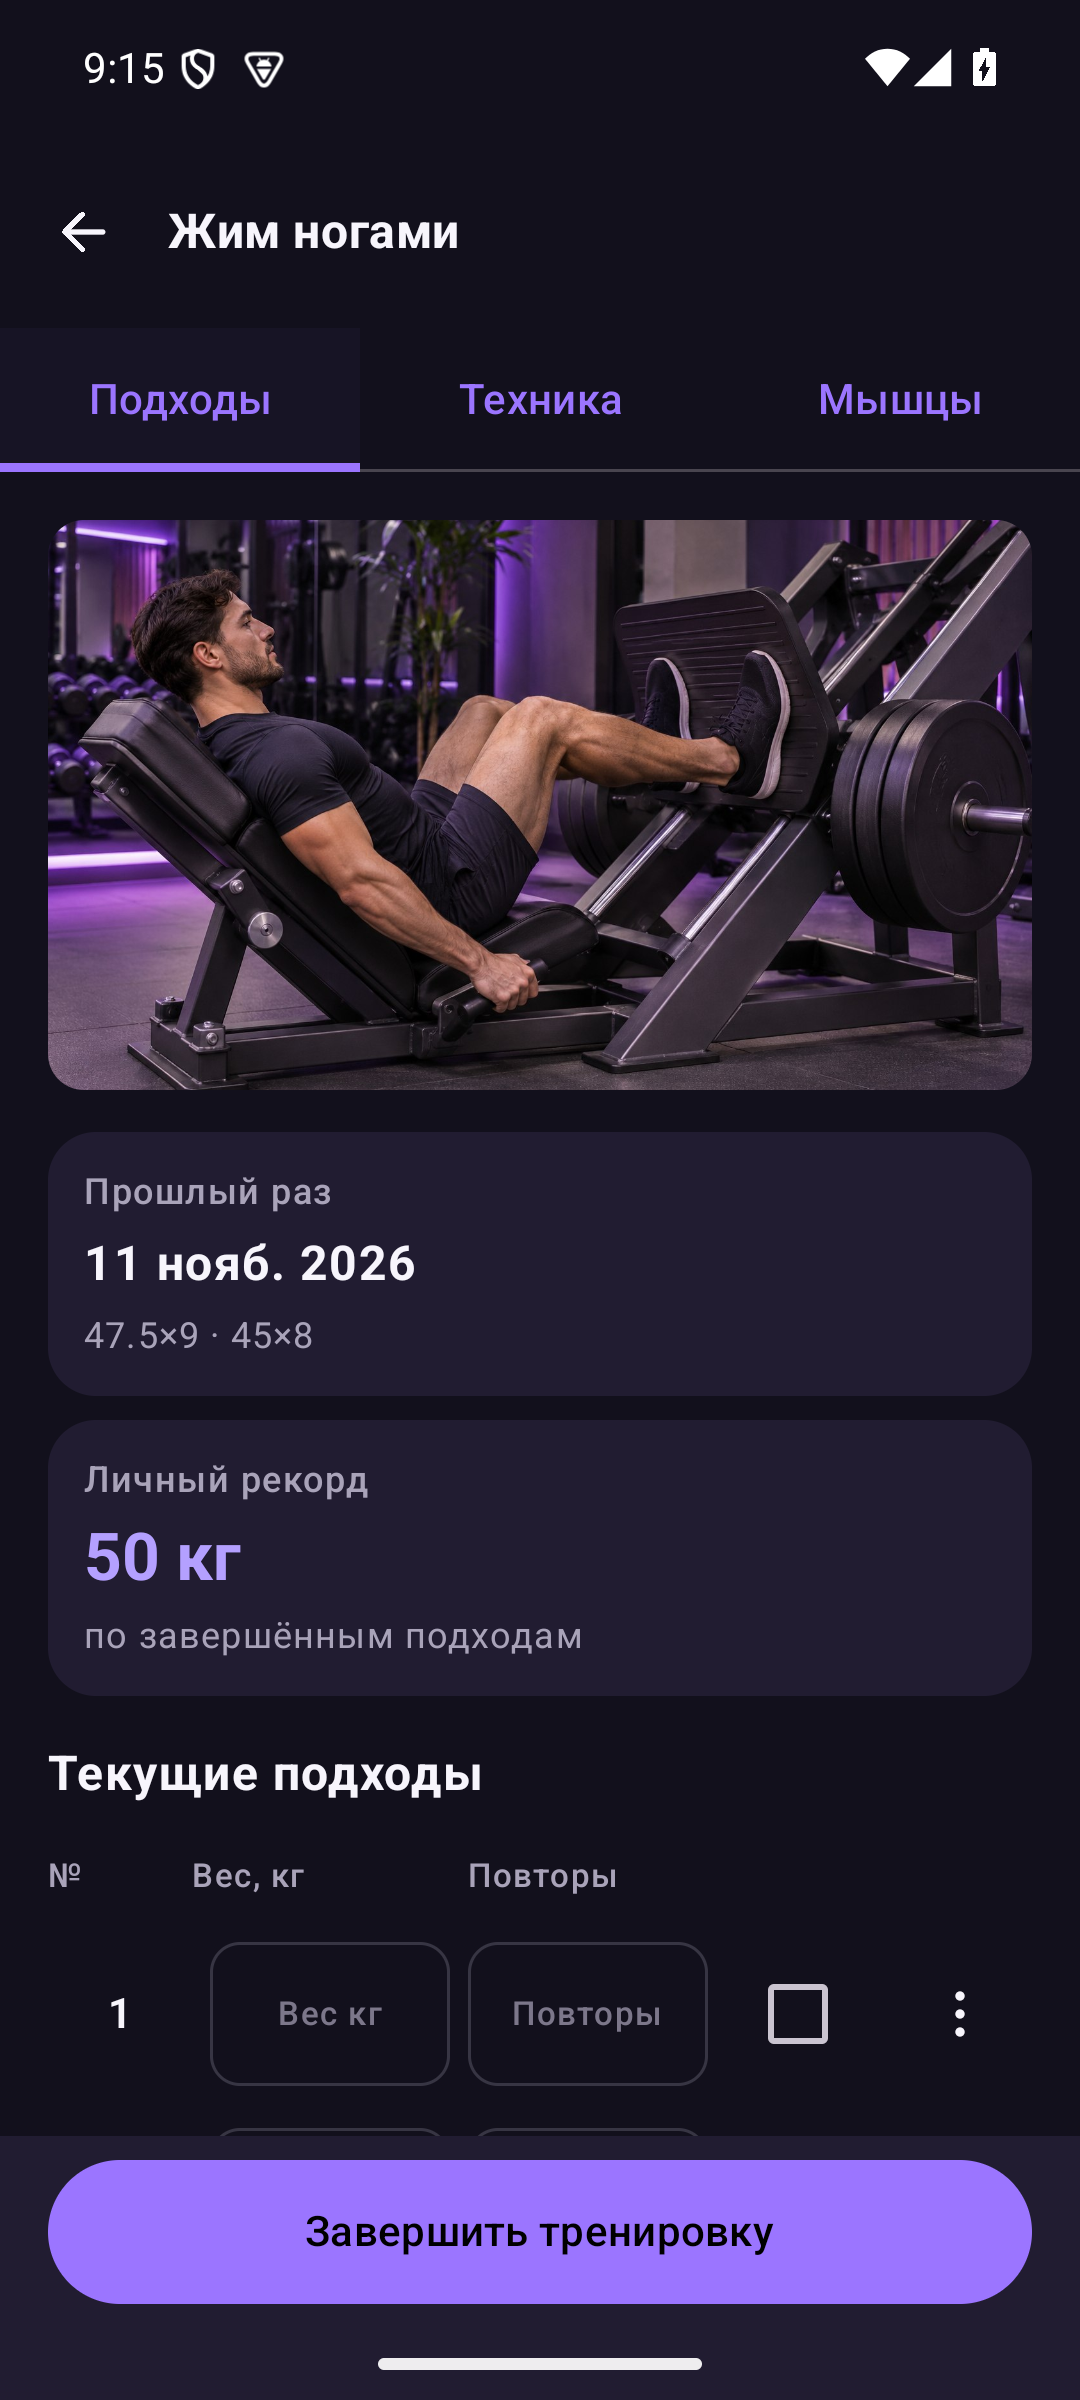 9:15
Жим ногами
Подходы
Техника
Мышцы
Прошлый раз
11 нояб. 2026
47.5×9 · 45×8
Личный рекорд
50 кг
по завершённым подходам
Текущие подходы
№ Вес, кг Повторы
1 Вес кг Повторы
Завершить тренировку